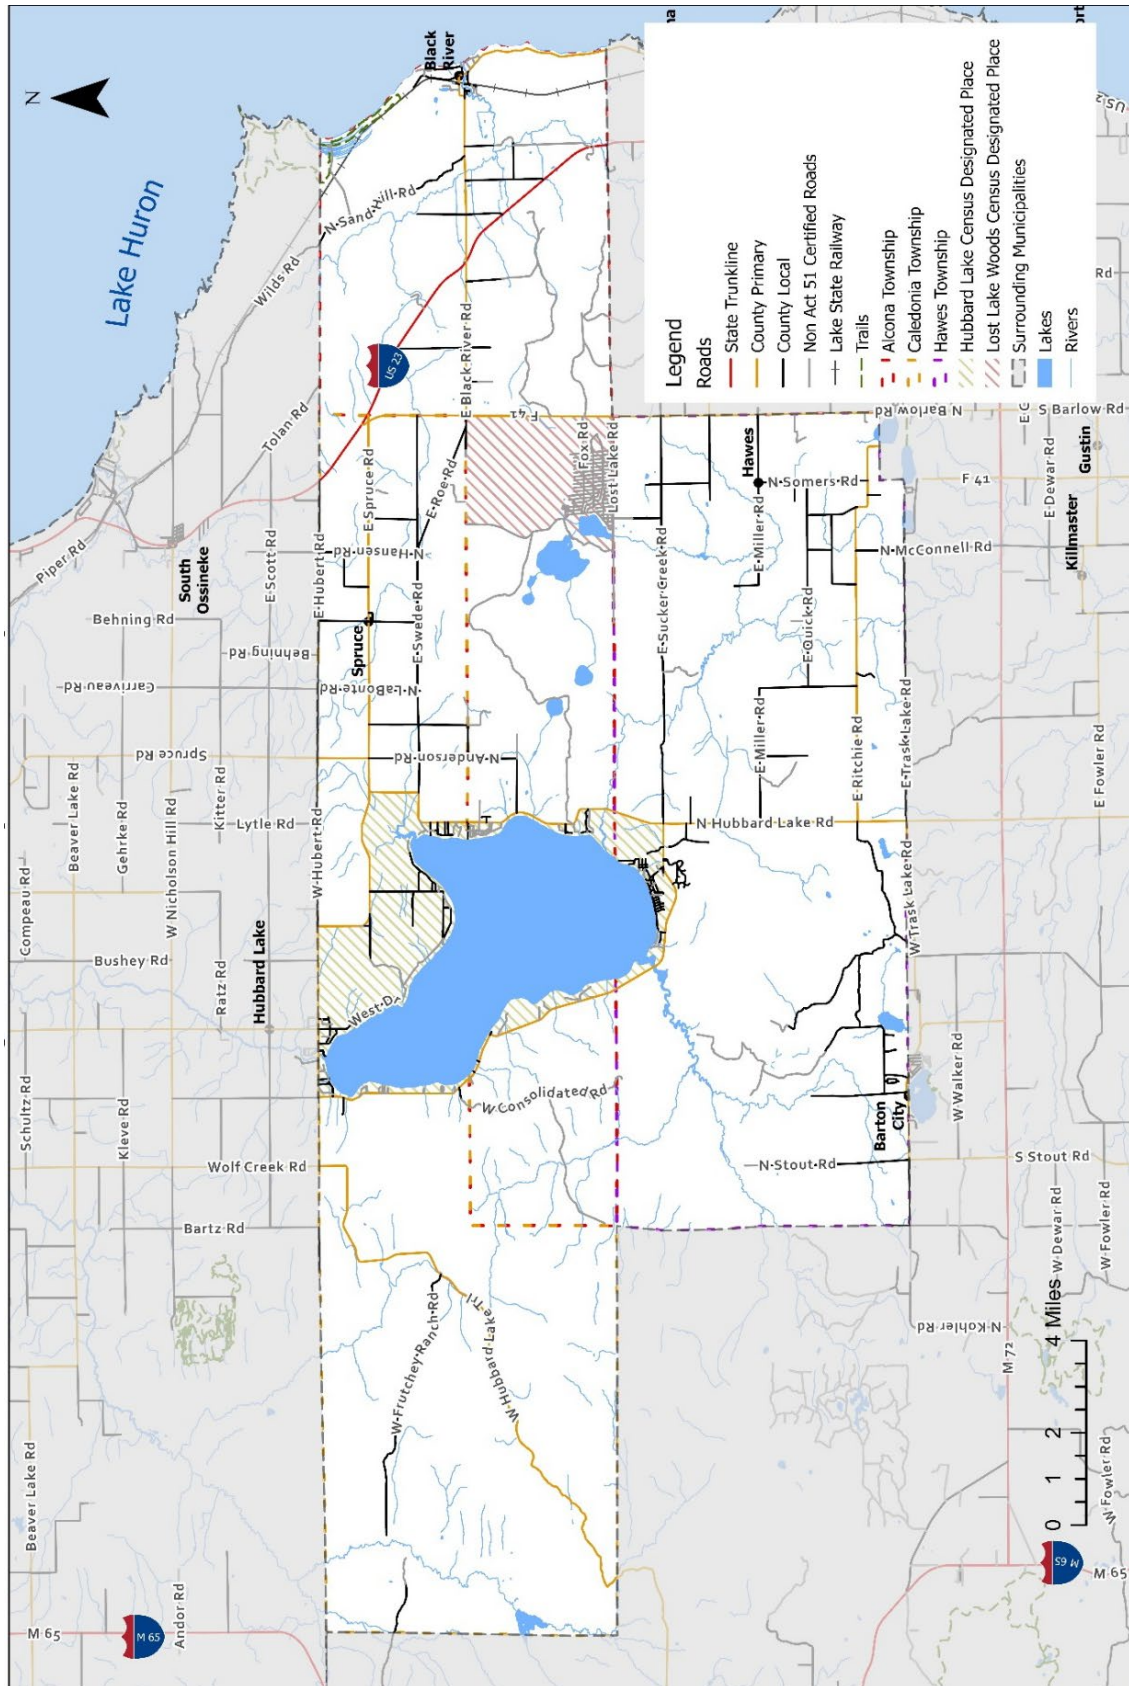 N
Lake Huron
Black
River
na
ort
US 2
Wilds Rd
N Sand Hill Rd
US 23
E Black River Rd
Tolan Rd
F 41
Piper Rd
South
Ossineke
E Scott Rd
E Hubert Rd
E Spruce Rd
N Hansen Rd
E Roe Rd
Fox Rd
Lost Lake Rd
Behning Rd
Behning Rd
Spruce
E Swede Rd
Carriveau Rd
N LaBonte Rd
Spruce Rd
N Anderson Rd
Beaver Lake Rd
Gehrke Rd
W Nicholson Hill Rd
Kitter Rd
Lytle Rd
W Hubert Rd
Compeau Rd
Bushey Rd
Ratz Rd
Hubbard Lake
West Dr
Schultz Rd
Kleve Rd
Wolf Creek Rd
Bartz Rd
W Consolidated Rd
W Frutchey Ranch Rd
W Hubbard Lake Trl
Beaver Lake Rd
M 65
M 65
Andor Rd
Hawes
E Miller Rd
N Somers Rd
E Sucker Creek Rd
E Quick Rd
E Miller Rd
E Ritchie Rd
E Trask Lake Rd
N Hubbard Lake Rd
W Trask Lake Rd
N McConnell Rd
N Barlow Rd
S Barlow Rd
F 41
E Dewar Rd
Gustin
Killmaster
E Fowler Rd
Rd
Barton
City
N Stout Rd
W Walker Rd
S Stout Rd
W Dewar Rd
W Fowler Rd
N Kohler Rd
M 72
W Fowler Rd
M 65
M 65
0 1 2 4 Miles
Legend
Roads
State Trunkline
County Primary
County Local
Non Act 51 Certified Roads
Lake State Railway
Trails
Alcona Township
Caledonia Township
Hawes Township
Hubbard Lake Census Designated Place
Lost Lake Woods Census Designated Place
Surrounding Municipalities
Lakes
Rivers